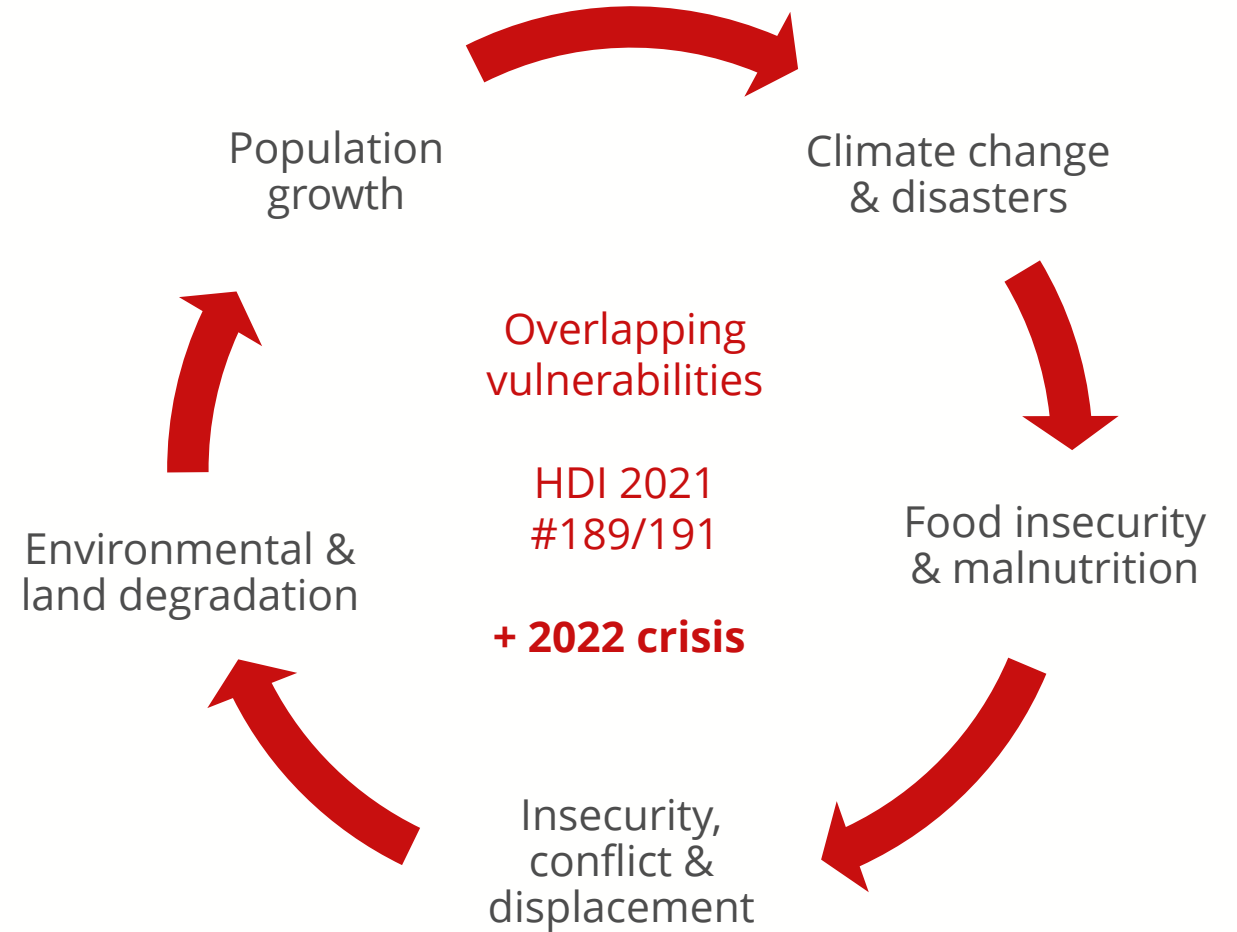 Population
growth
Climate change
& disasters
Overlapping
vulnerabilities
HDI 2021
#189/191
+ 2022 crisis
Food insecurity
& malnutrition
Environmental &
land degradation
Insecurity,
conflict &
displacement